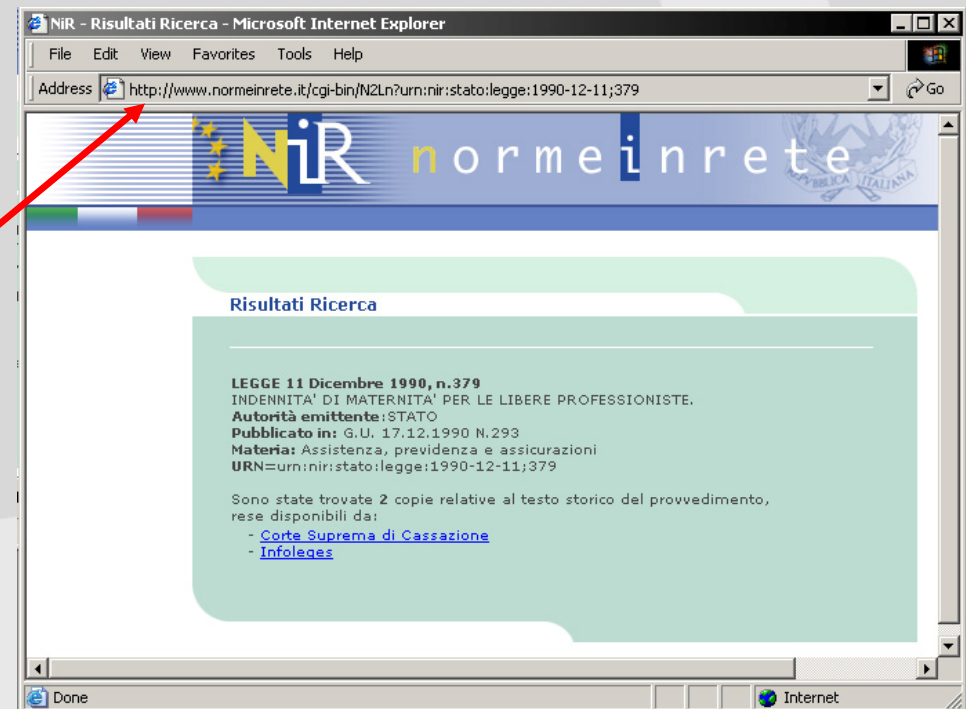 NiR - Risultati Ricerca - Microsoft Internet Explorer
File Edit View Favorites Tools Help
Address http://www.normeinrete.it/cgi-bin/N2Ln?urn:nir:stato:legge:1990-12-11;379 Go
NiR normeinrete
REPVBBLICA ITALIANA
Risultati Ricerca
LEGGE 11 Dicembre 1990, n.379
INDENNITA' DI MATERNITA' PER LE LIBERE PROFESSIONISTE.
Autorità emittente:STATO
Pubblicato in: G.U. 17.12.1990 N.293
Materia: Assistenza, previdenza e assicurazioni
URN=urn:nir:stato:legge:1990-12-11;379
Sono state trovate 2 copie relative al testo storico del provvedimento,
rese disponibili da:
- Corte Suprema di Cassazione
- Infoleges
Done Internet